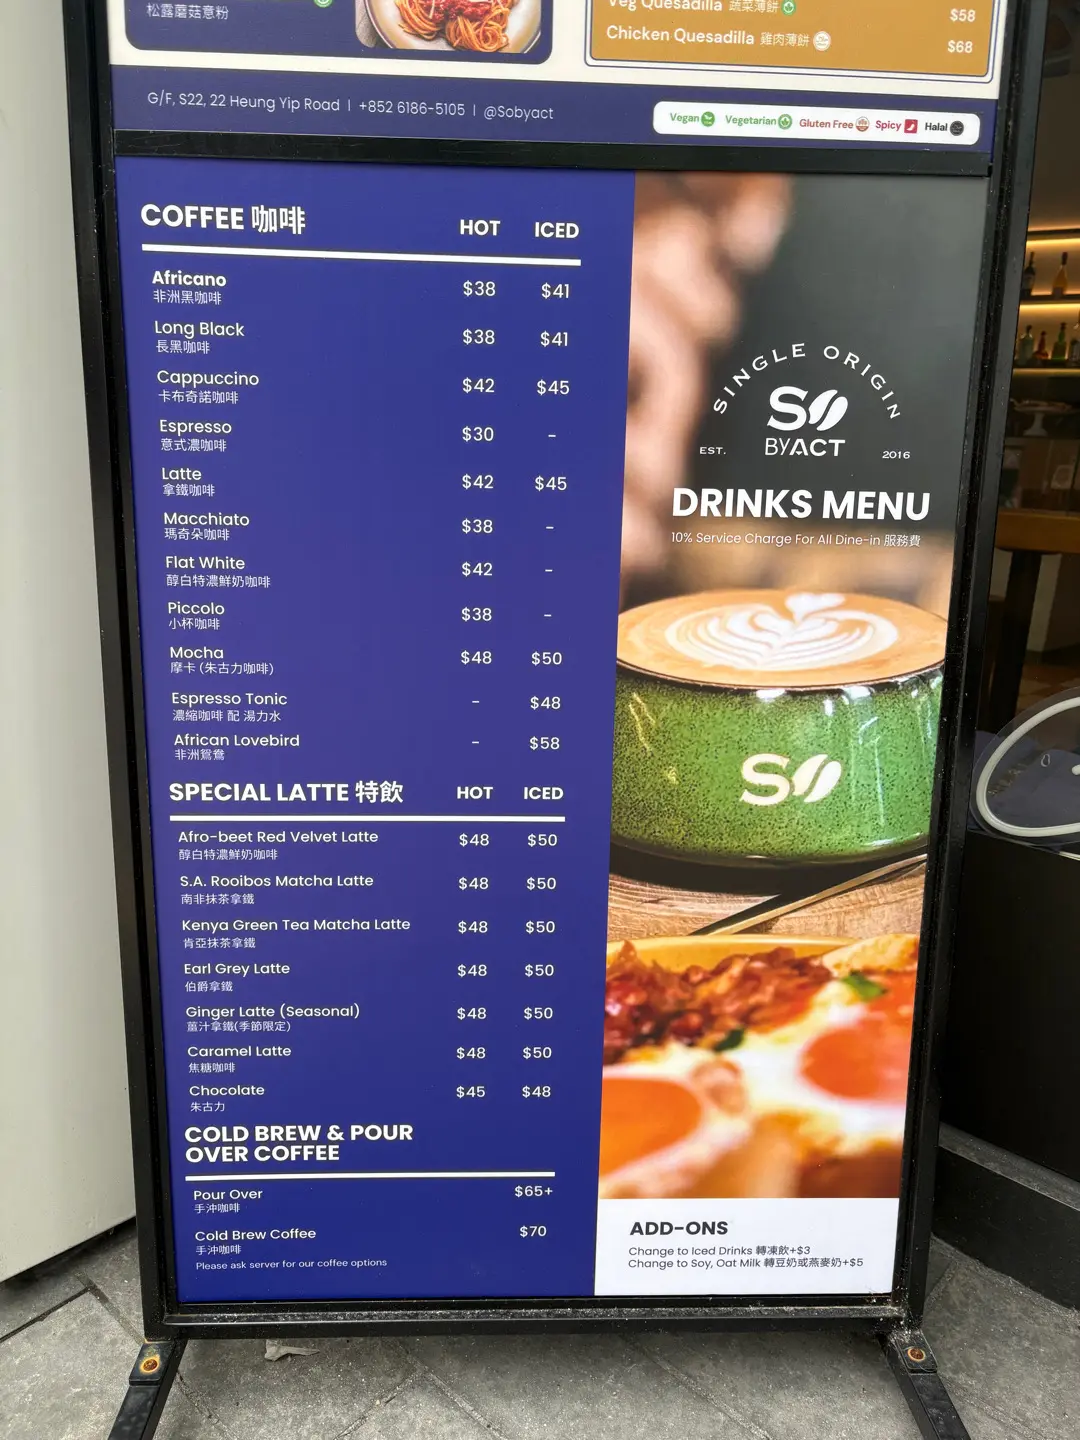 松露蘑菇意粉
Veg Quesadilla 蔬菜薄餅 $58
Chicken Quesadilla 雞肉薄餅 $68
G/F, S22, 22 Heung Yip Road | +852 6186-5105 | @Sobyact
Vegan Vegetarian Gluten Free Spicy Halal
COFFEE 咖啡 HOT ICED
Africano $38 $41
非洲黑咖啡
Long Black $38 $41
長黑咖啡
Cappuccino $42 $45
卡布奇諾咖啡
Espresso $30 -
意式濃咖啡
Latte $42 $45
拿鐵咖啡
Macchiato $38 -
瑪奇朵咖啡
Flat White $42 -
醇白特濃鮮奶咖啡
Piccolo $38 -
小杯咖啡
Mocha $48 $50
摩卡 (朱古力咖啡)
Espresso Tonic - $48
濃縮咖啡 配 湯力水
African Lovebird - $58
非洲鴛鴦
SPECIAL LATTE 特飲 HOT ICED
Afro-beet Red Velvet Latte $48 $50
醇白特濃鮮奶咖啡
S.A. Rooibos Matcha Latte $48 $50
南非抹茶拿鐵
Kenya Green Tea Matcha Latte $48 $50
肯亞抹茶拿鐵
Earl Grey Latte $48 $50
伯爵拿鐵
Ginger Latte (Seasonal) $48 $50
薑汁拿鐵(季節限定)
Caramel Latte $48 $50
焦糖咖啡
Chocolate $45 $48
朱古力
COLD BREW & POUR
OVER COFFEE
Pour Over $65+
手沖咖啡
Cold Brew Coffee $70
手沖咖啡
Please ask server for our coffee options
SINGLE ORIGIN
SO
BYACT
EST. 2016
DRINKS MENU
10% Service Charge For All Dine-in 服務費
SO
ADD-ONS
Change to Iced Drinks 轉凍飲+$3
Change to Soy, Oat Milk 轉豆奶或燕麥奶+$5